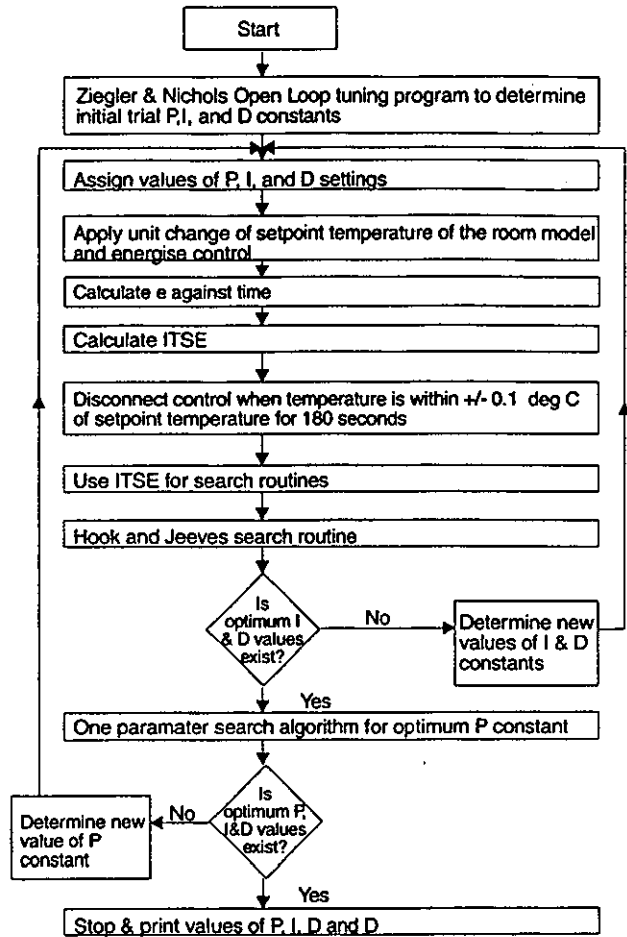 Start
Ziegler & Nichols Open Loop tuning program to determine
initial trial P,I, and D constants
Assign values of P, I, and D settings
Apply unit change of setpoint temperature of the room model
and energise control
Calculate e against time
Calculate ITSE
Disconnect control when temperature is within +/- 0.1 deg C
of setpoint temperature for 180 seconds
Use ITSE for search routines
Hook and Jeeves search routine
Is
optimum I
& D values
exist?
No
Determine new
values of I & D
constants
Yes
One paramater search algorithm for optimum P constant
Is
optimum P,
I&D values
exist?
No
Determine new
value of P
constant
Yes
Stop & print values of P, I, D and D